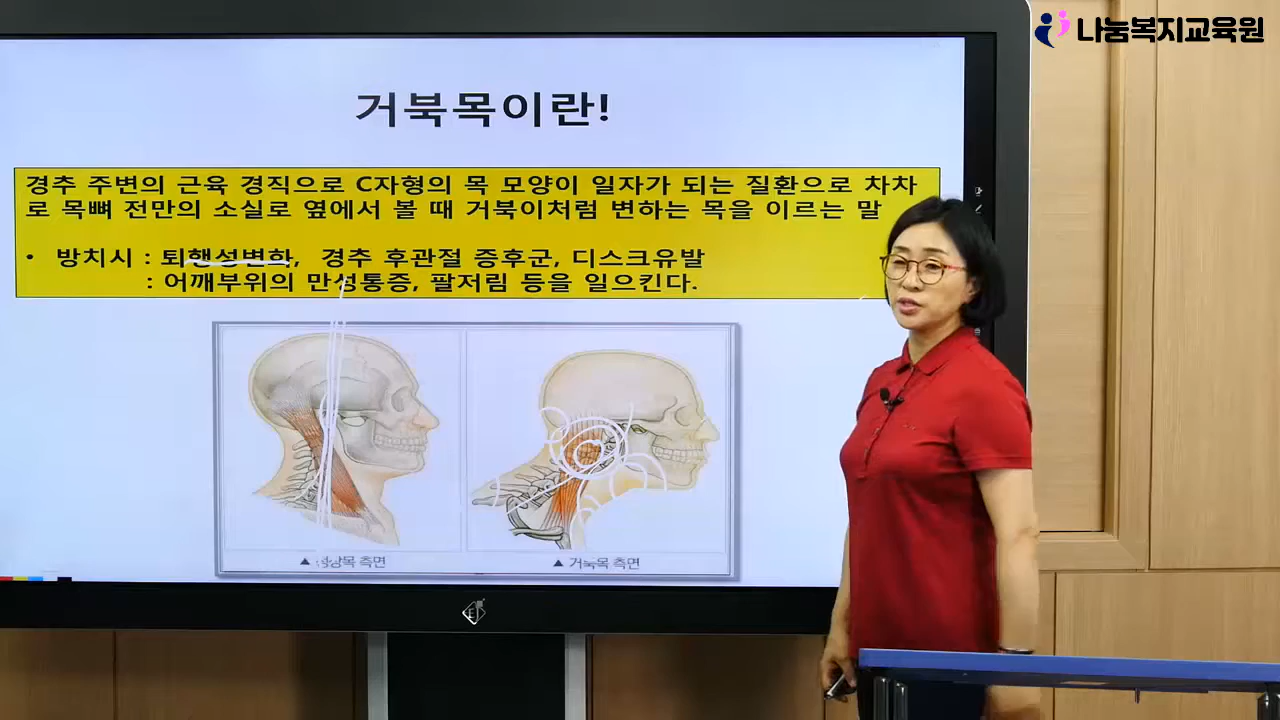 나눔복지교육원
거북목이란!
경추 주변의 근육 경직으로 C자형의 목 모양이 일자가 되는 질환으로 차차
로 목뼈 전만의 소실로 옆에서 볼 때 거북이처럼 변하는 목을 이르는 말
• 방치시 : 퇴행성변화, 경추 후관절 증후군, 디스크유발
: 어깨부위의 만성통증, 팔저림 등을 일으킨다.
▲ 정상목 측면
▲ 거북목 측면